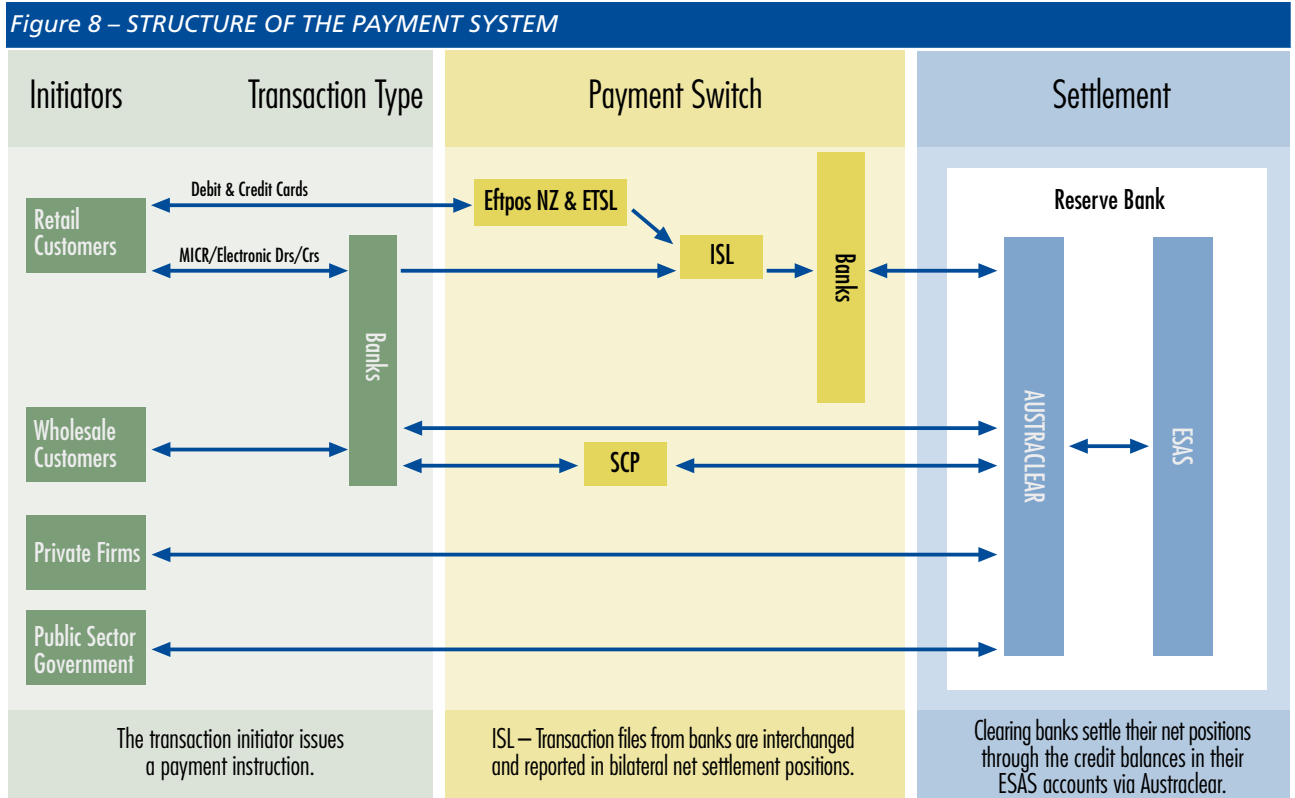 Figure 8 – STRUCTURE OF THE PAYMENT SYSTEM
Initiators
Transaction Type
Payment Switch
Settlement
Debit & Credit Cards
Retail
Customers
MICR/Electronic Drs/Crs
Banks
Eftpos NZ & ETSL
ISL
Banks
Reserve Bank
AUSTRACLEAR
ESAS
Wholesale
Customers
SCP
Private Firms
Public Sector
Government
The transaction initiator issues
a payment instruction.
ISL – Transaction files from banks are interchanged
and reported in bilateral net settlement positions.
Clearing banks settle their net positions
through the credit balances in their
ESAS accounts via Austraclear.